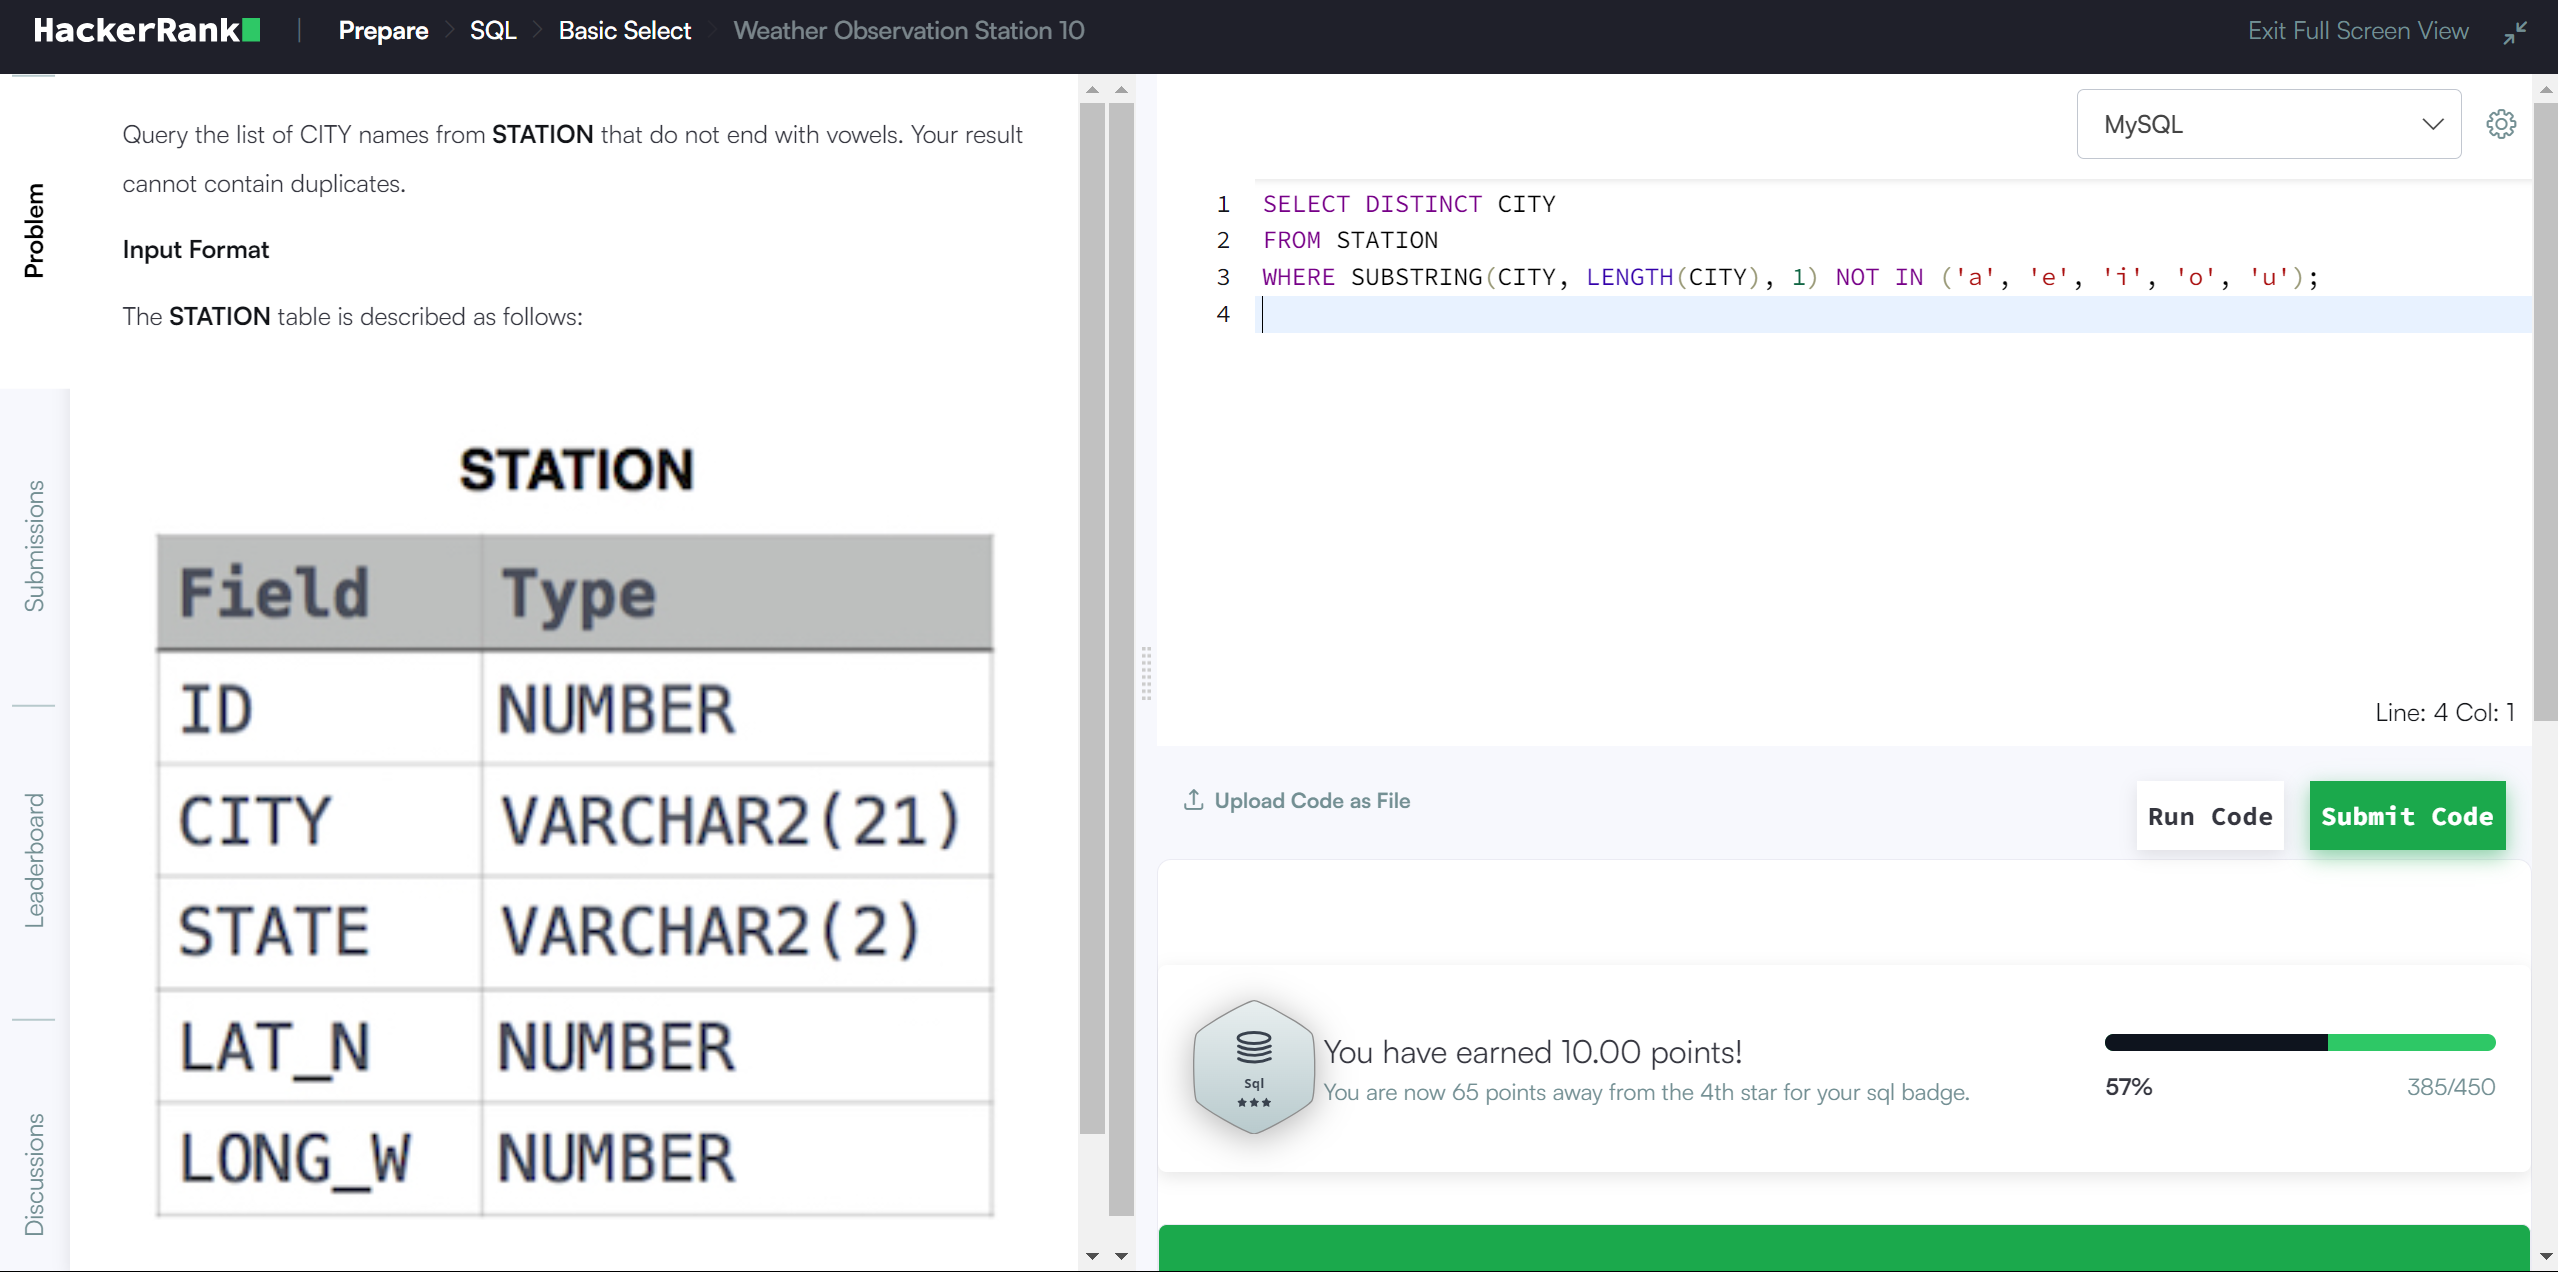 HackerRank | Prepare > SQL > Basic Select > Weather Observation Station 10
Exit Full Screen View
Problem
Submissions
Leaderboard
Discussions
Query the list of CITY names from STATION that do not end with vowels. Your result
cannot contain duplicates.
Input Format
The STATION table is described as follows:
STATION
Field Type
ID NUMBER
CITY VARCHAR2(21)
STATE VARCHAR2(2)
LAT_N NUMBER
LONG_W NUMBER
MySQL
1 SELECT DISTINCT CITY
2 FROM STATION
3 WHERE SUBSTRING(CITY, LENGTH(CITY), 1) NOT IN ('a', 'e', 'i', 'o', 'u');
4
Line: 4 Col: 1
Upload Code as File
Run Code
Submit Code
Sql
You have earned 10.00 points!
You are now 65 points away from the 4th star for your sql badge.
57% 385/450